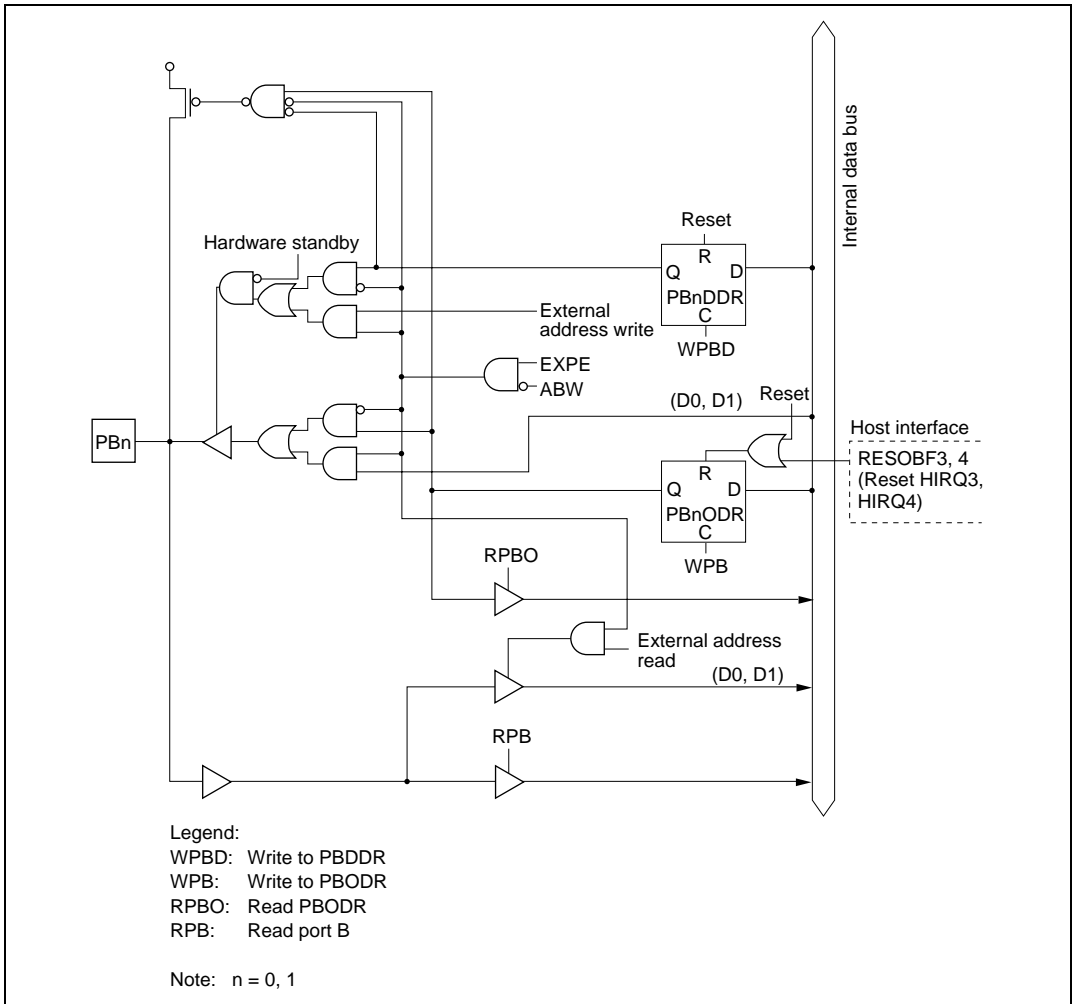 Internal data bus
Reset
Hardware standby
R
Q
D
PBnDDR
C
External
address write
WPBD
EXPE
ABW
Reset
(D0, D1)
Host interface
PBn
RESOBF3, 4
(Reset HIRQ3,
HIRQ4)
R
Q
D
PBnODR
C
WPB
RPBO
External address
read
(D0, D1)
RPB
Legend:
WPBD: Write to PBDDR
WPB: Write to PBODR
RPBO: Read PBODR
RPB: Read port B
Note: n = 0, 1